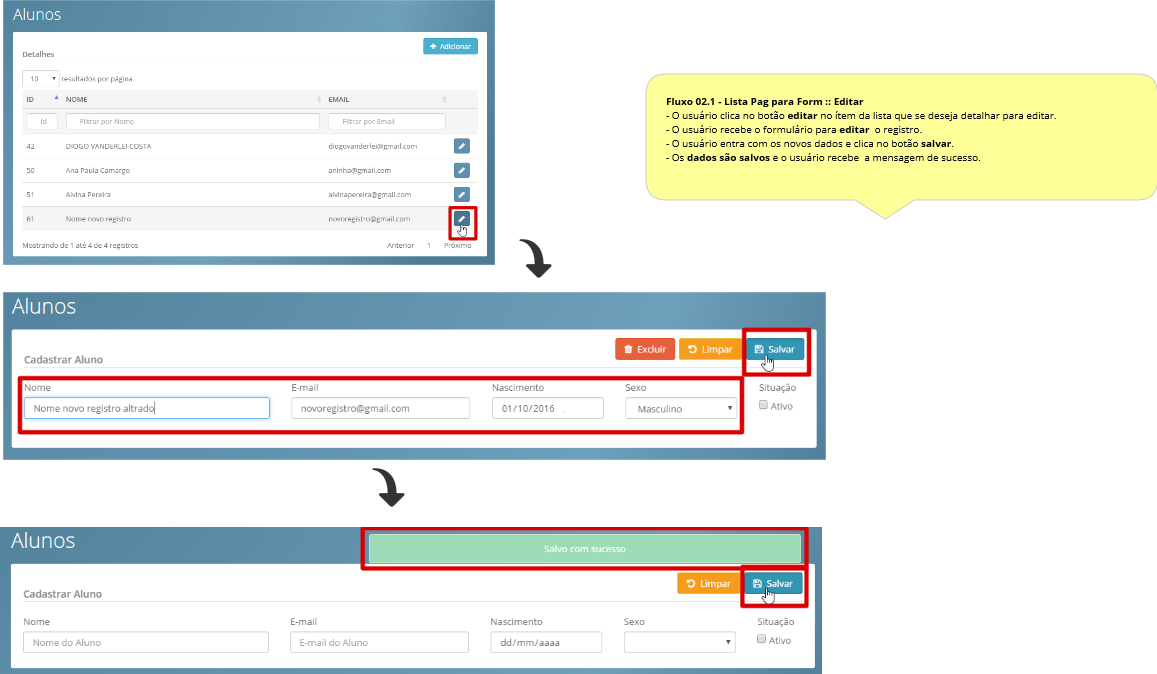 Alunos
Detalhes
Adicionar
10 resultados por página
ID NOME EMAIL
Id Filtrar por Nome Filtrar por Email
42 DIOGO VANDERLEI COSTA diogovanderlei@gmail.com
50 Ana Paula Camargo aninha@gmail.com
51 Alvina Pereira alvinapereira@gmail.com
61 Nome novo registro novoregistro@gmail.com
Mostrando de 1 até 4 de 4 registros Anterior 1 Próximo
Fluxo 02.1 - Lista Pag para Form :: Editar
- O usuário clica no botão editar no ítem da lista que se deseja detalhar para editar.
- O usuário recebe o formulário para editar o registro.
- O usuário entra com os novos dados e clica no botão salvar.
- Os dados são salvos e o usuário recebe a mensagem de sucesso.
Alunos
Cadastrar Aluno
Excluir Limpar Salvar
Nome E-mail Nascimento Sexo Situação
Nome novo registro altrado novoregistro@gmail.com 01/10/2016 Masculino Ativo
Alunos
Salvo com sucesso
Cadastrar Aluno
Limpar Salvar
Nome E-mail Nascimento Sexo Situação
Nome do Aluno E-mail do Aluno dd/mm/aaaa Ativo